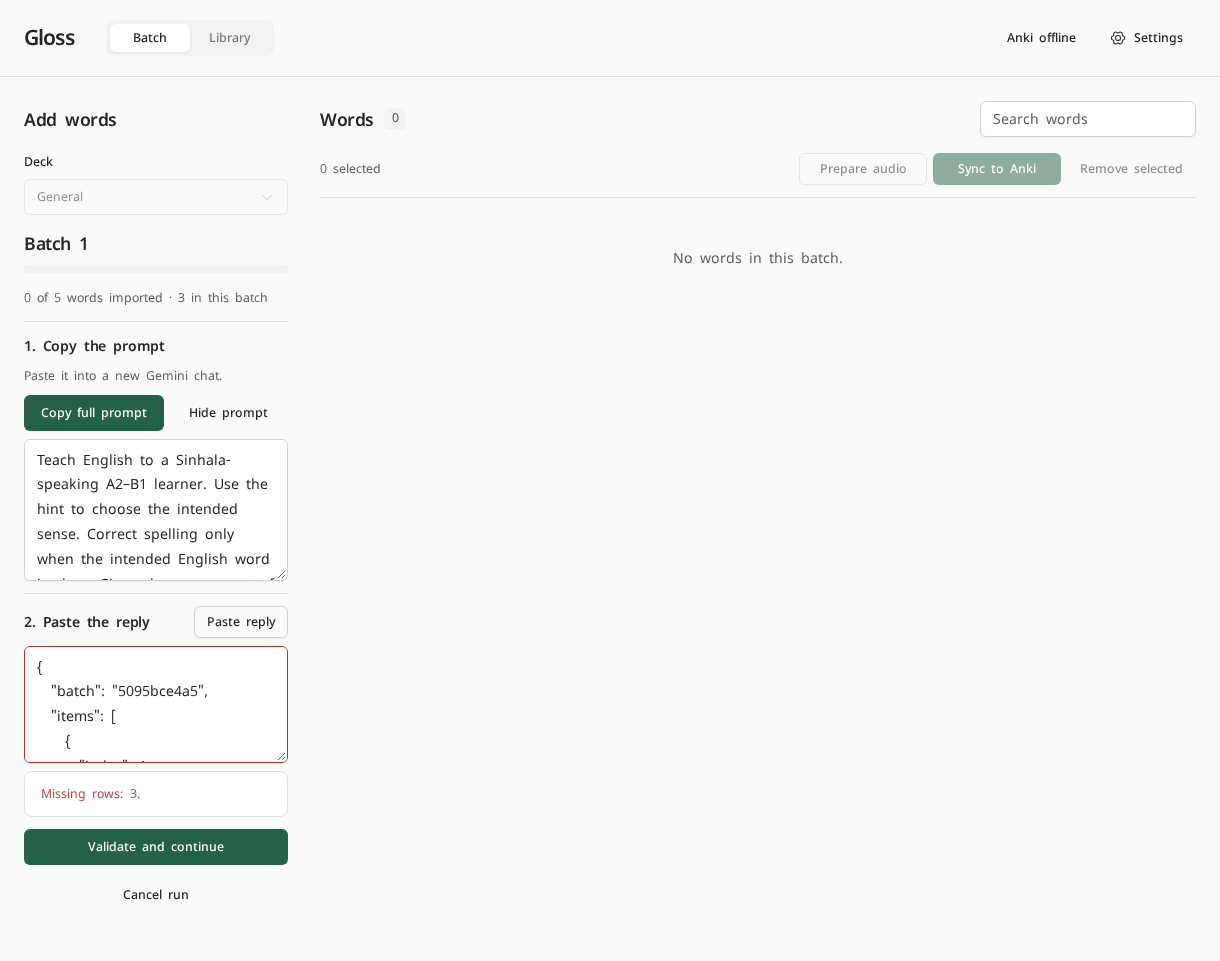 Gloss
Batch
Library
Anki offline
Settings
Add words
Deck
General
Batch 1
0 of 5 words imported · 3 in this batch
1. Copy the prompt
Paste it into a new Gemini chat.
Copy full prompt
Hide prompt
Teach English to a Sinhala-
speaking A2–B1 learner. Use the
hint to choose the intended
sense. Correct spelling only
when the intended English word
2. Paste the reply
Paste reply
{
"batch": "5095bce4a5",
"items": [
{
Missing rows: 3.
Validate and continue
Cancel run
Words 0
Search words
0 selected
Prepare audio
Sync to Anki
Remove selected
No words in this batch.